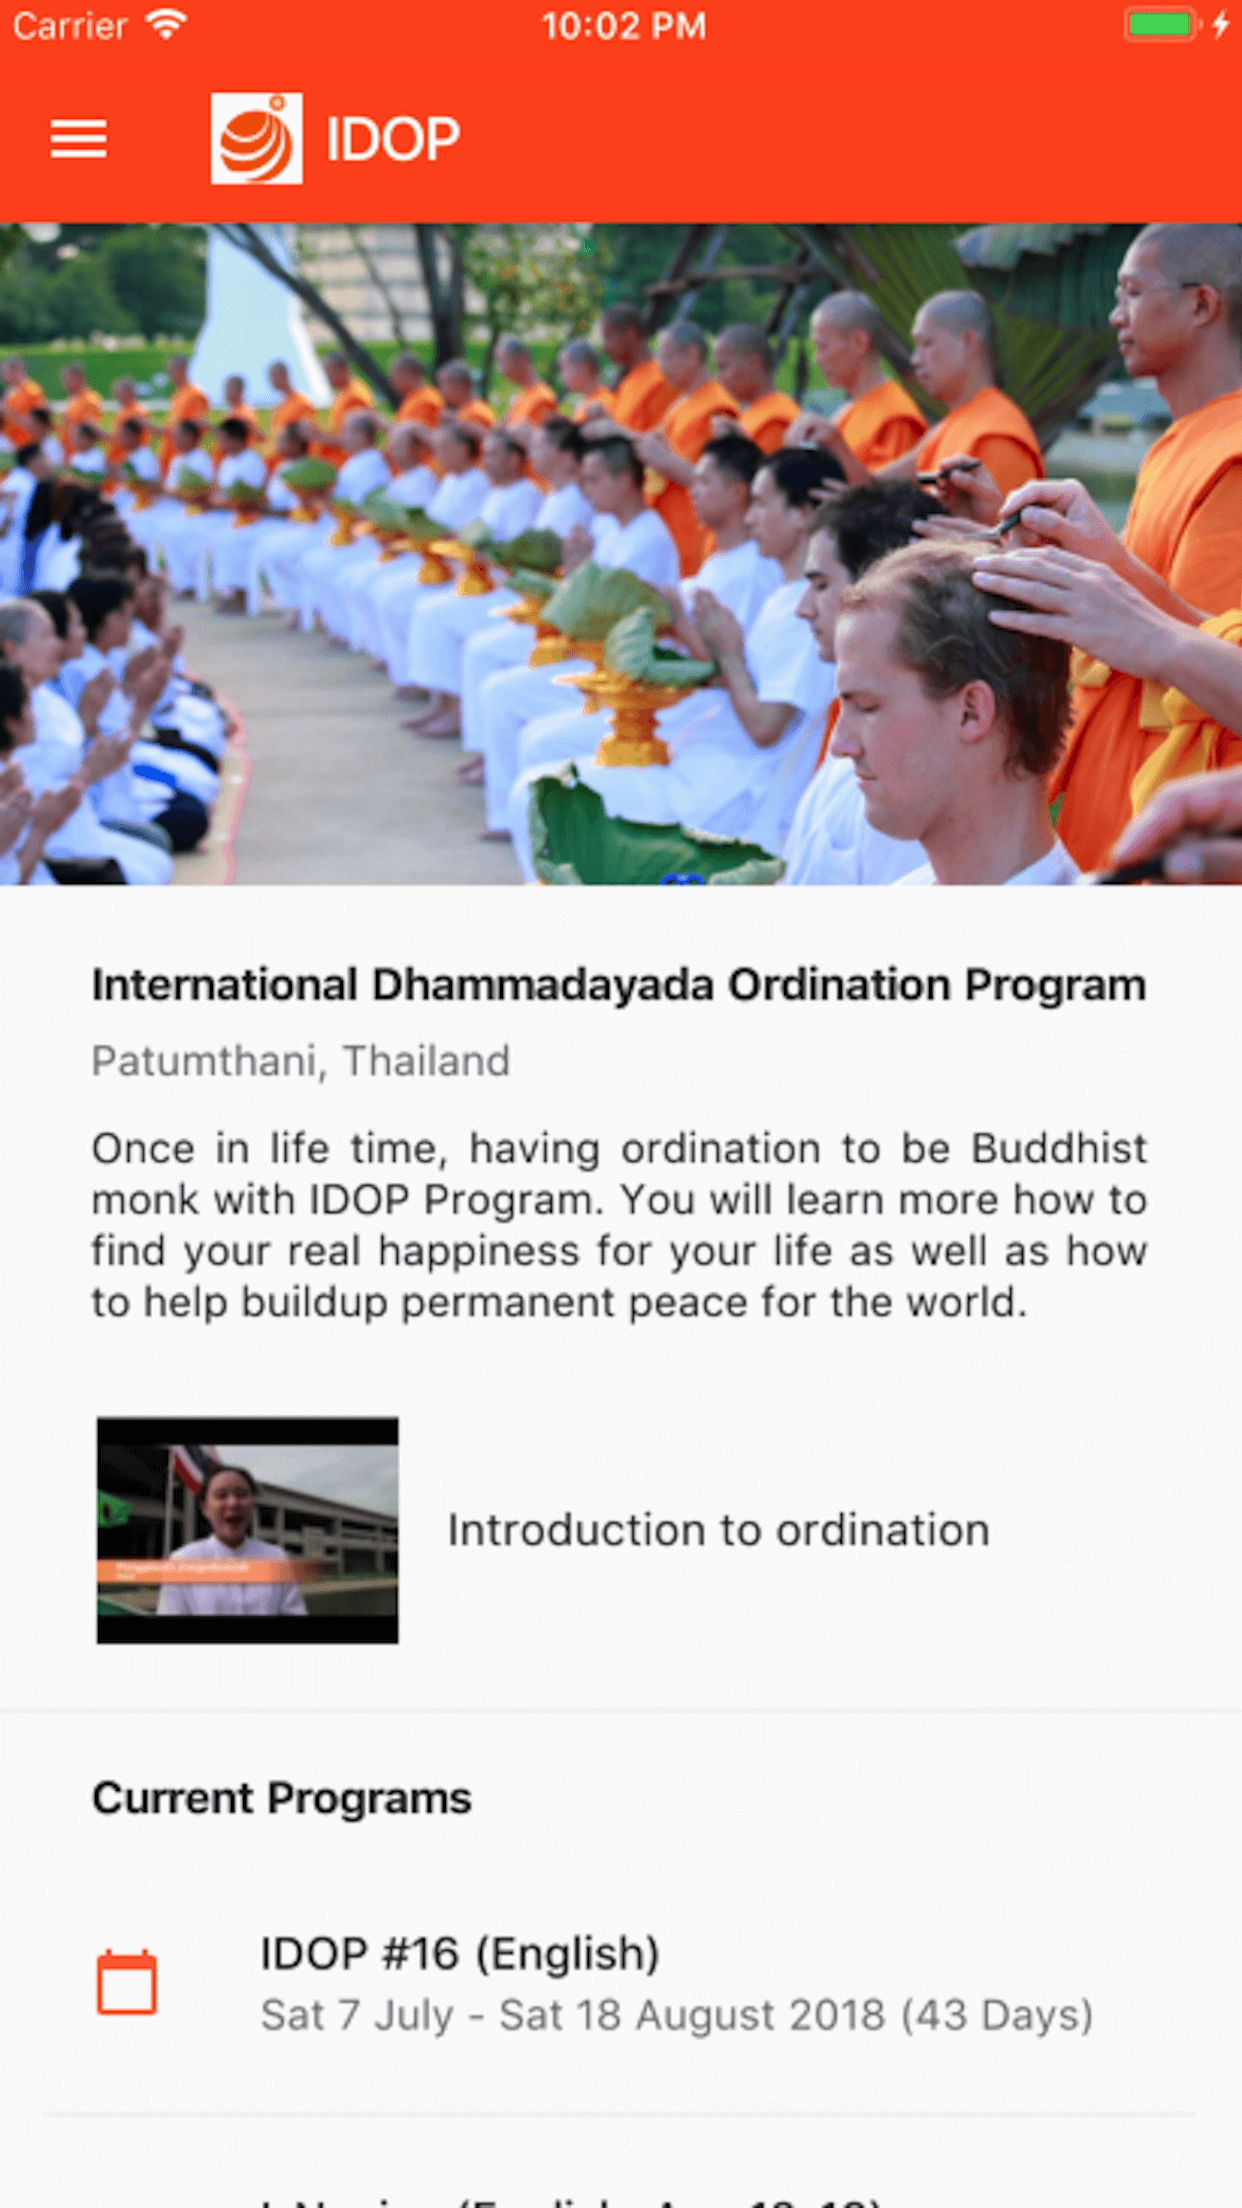 Carrier 10:02 PM
IDOP
International Dhammadayada Ordination Program
Patumthani, Thailand
Once in life time, having ordination to be Buddhist
monk with IDOP Program. You will learn more how to
find your real happiness for your life as well as how
to help buildup permanent peace for the world.
Introduction to ordination
Current Programs
IDOP #16 (English)
Sat 7 July - Sat 18 August 2018 (43 Days)